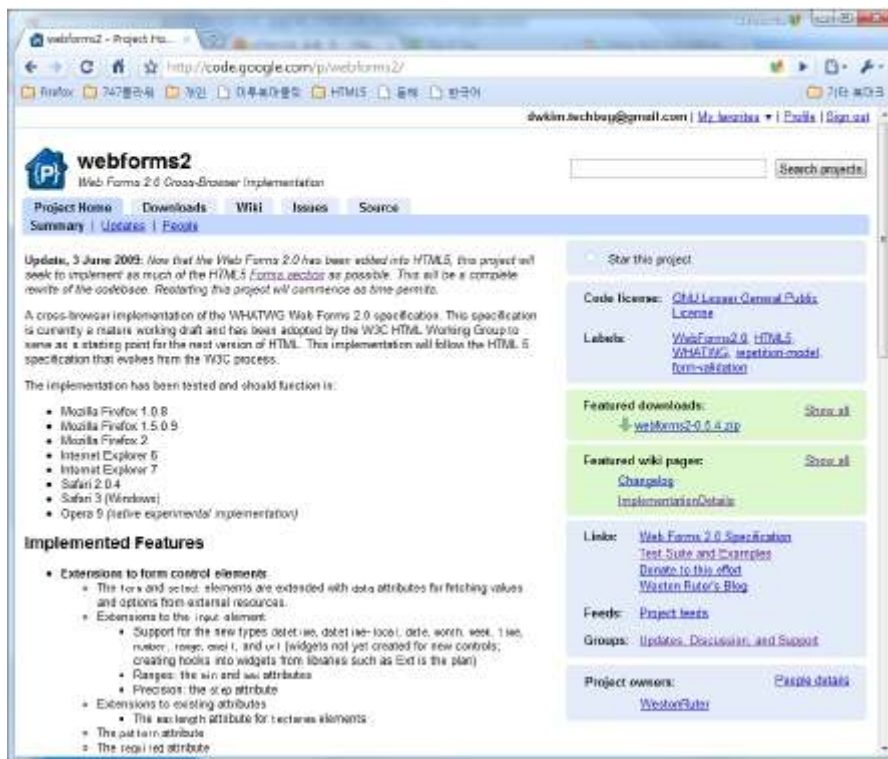 webforms2 - Project Ho...
http://code.google.com/p/webforms2/
Firefox
개인
HTML5
한국어
dwkim.techbug@gmail.com | My favorites ▼ | Profile | Sign out
webforms2
Web Forms 2.0 Cross-Browser Implementation
Search projects
Project Home Downloads Wiki Issues Source
Summary | Updates | People
Update, 3 June 2009: Now that the Web Forms 2.0 has been edited into HTML5, this project will
seek to implement as much of the HTML5 Forms section as possible. This will be a complete
rewrite of the codebase. Restarting this project will commence as time permits.
A cross-browser implementation of the WHATWG Web Forms 2.0 specification. This specification
is currently a mature working draft and has been adopted by the W3C HTML Working Group to
serve as a starting point for the next version of HTML. This implementation will follow the HTML 5
specification that evolves from the W3C process.
The implementation has been tested and should function in:
Mozilla Firefox 1.0.8
Mozilla Firefox 1.5.0.9
Mozilla Firefox 2
Internet Explorer 6
Internet Explorer 7
Safari 2.0.4
Safari 3 (Windows)
Opera 9 (native experimental implementation)
Implemented Features
Extensions to form control elements
The form and select elements are extended with data attributes for fetching values
and options from external resources.
Extensions to the input element
Support for the new types datetime, datetime-local, date, month, week, time,
number, range, email, and url (widgets not yet created for new controls;
creating hooks into widgets from libraries such as Ext is the plan)
Ranges: the min and max attributes
Precision: the step attribute
Extensions to existing attributes
The maxlength attribute for textarea elements
The pattern attribute
The required attribute
Star this project
Code license: GNU Lesser General Public
License
Labels: WebForms2.0, HTML5,
WHATWG, repetition-model,
form-validation
Featured downloads: Show all
webforms2-0.5.4.zip
Featured wiki pages: Show all
Changelog
ImplementationDetails
Links: Web Forms 2.0 Specification
Test Suite and Examples
Donate to this effort
Weston Ruter's Blog
Feeds: Project feeds
Groups: Updates, Discussion, and Support
Project owners: People details
WestonRuter